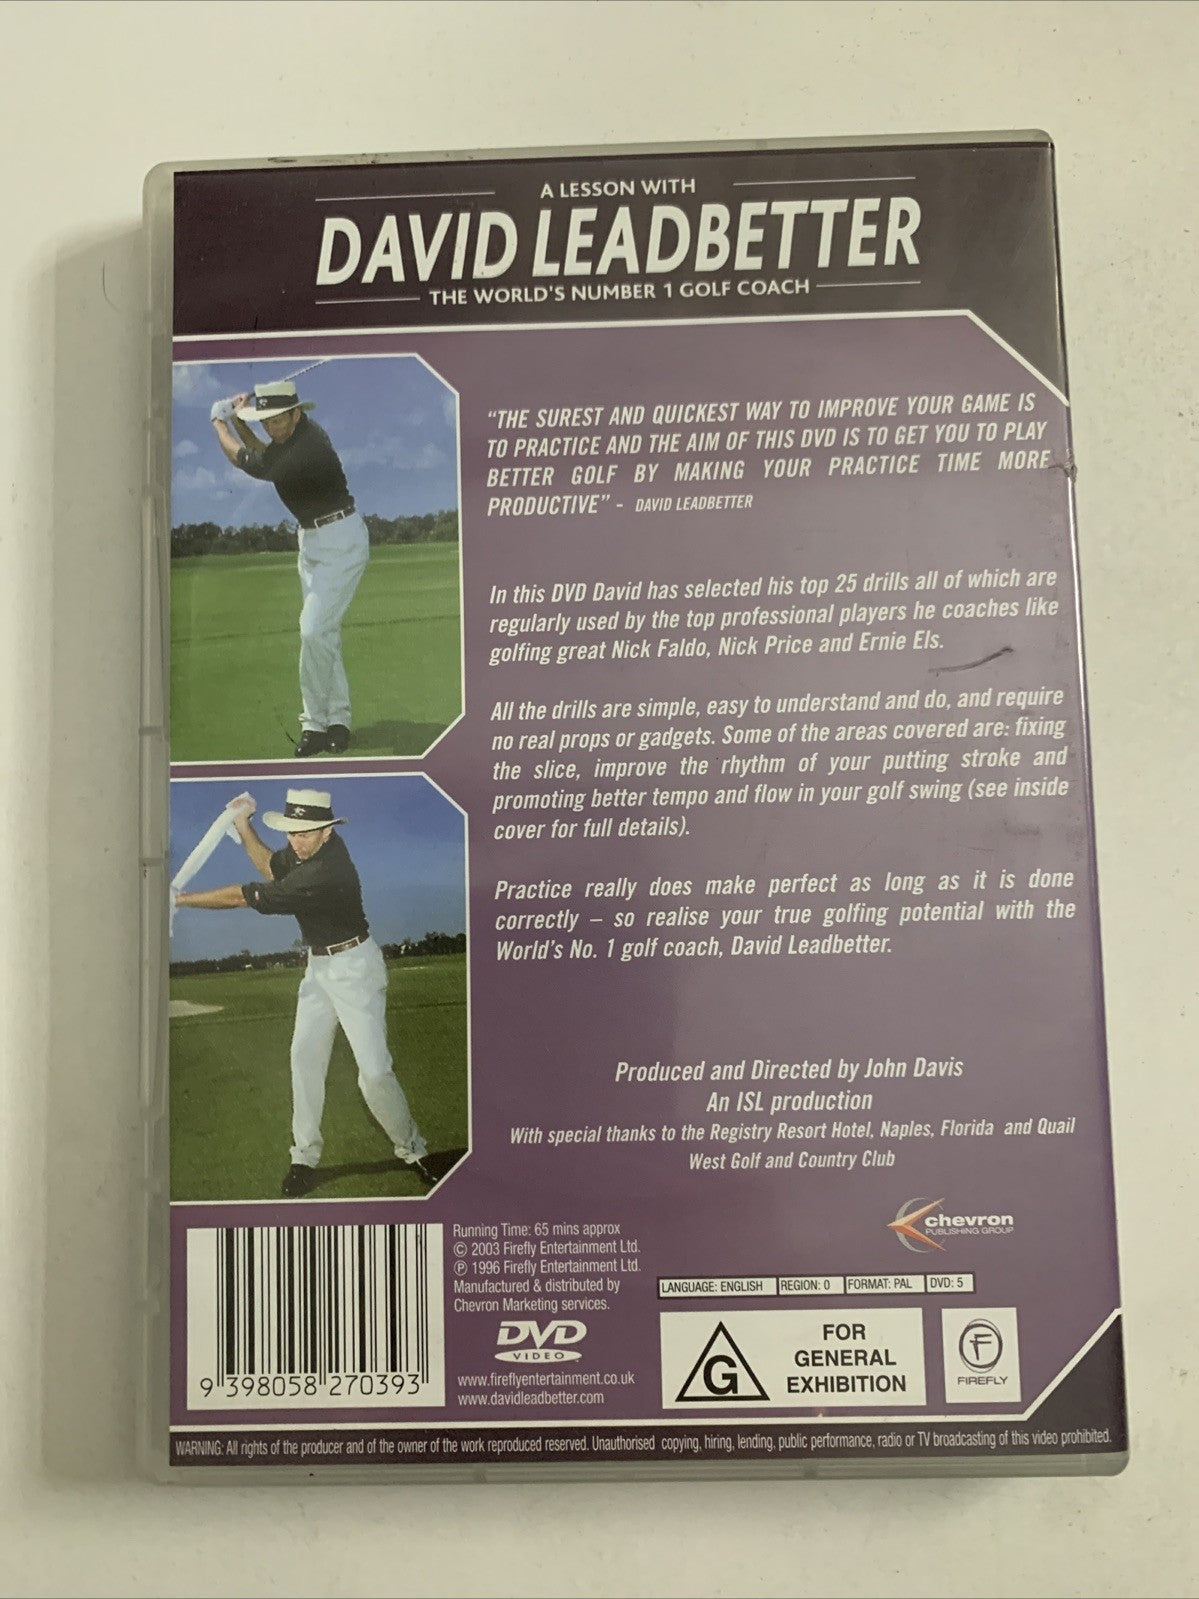 A LESSON WITH
DAVID LEADBETTER
THE WORLD'S NUMBER 1 GOLF COACH
“THE SUREST AND QUICKEST WAY TO IMPROVE YOUR GAME IS
TO PRACTICE AND THE AIM OF THIS DVD IS TO GET YOU TO PLAY
BETTER GOLF BY MAKING YOUR PRACTICE TIME MORE
PRODUCTIVE” - DAVID LEADBETTER
In this DVD David has selected his top 25 drills all of which are
regularly used by the top professional players he coaches like
golfing great Nick Faldo, Nick Price and Ernie Els.
All the drills are simple, easy to understand and do, and require
no real props or gadgets. Some of the areas covered are: fixing
the slice, improve the rhythm of your putting stroke and
promoting better tempo and flow in your golf swing (see inside
cover for full details).
Practice really does make perfect as long as it is done
correctly – so realise your true golfing potential with the
World's No. 1 golf coach, David Leadbetter.
Produced and Directed by John Davis
An ISL production
With special thanks to the Registry Resort Hotel, Naples, Florida and Quail
West Golf and Country Club
chevron
PUBLISHING GROUP
Running Time: 65 mins approx
© 2003 Firefly Entertainment Ltd.
℗ 1996 Firefly Entertainment Ltd.
Manufactured & distributed by
Chevron Marketing services.
LANGUAGE: ENGLISH REGION: 0 FORMAT: PAL DVD: 5
DVD
VIDEO
www.fireflyentertainment.co.uk
www.davidleadbetter.com
G
FOR
GENERAL
EXHIBITION
F
FIREFLY
9 398058 270393
WARNING: All rights of the producer and of the owner of the work reproduced reserved. Unauthorised copying, hiring, lending, public performance, radio or TV broadcasting of this video prohibited.